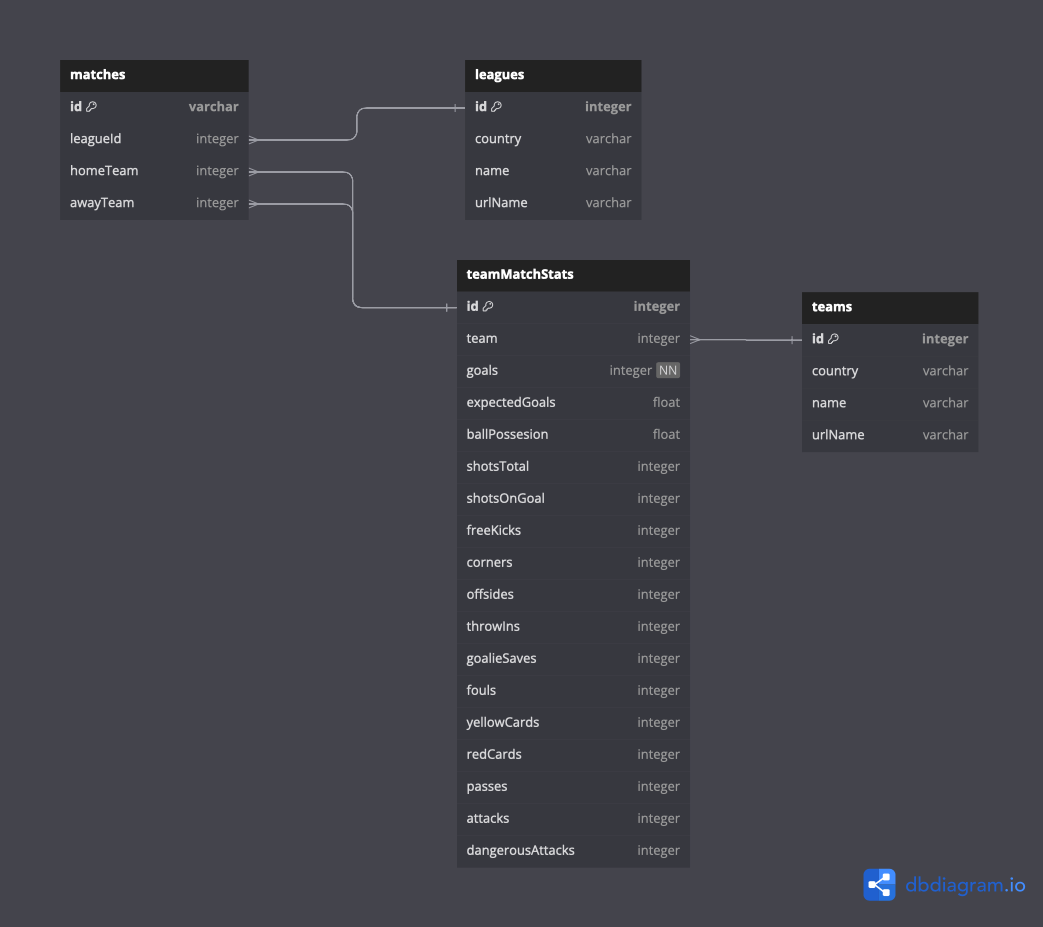 matches
id varchar
leagueId integer
homeTeam integer
awayTeam integer
leagues
id integer
country varchar
name varchar
urlName varchar
teamMatchStats
id integer
team integer
goals integer NN
expectedGoals float
ballPossesion float
shotsTotal integer
shotsOnGoal integer
freeKicks integer
corners integer
offsides integer
throwIns integer
goalieSaves integer
fouls integer
yellowCards integer
redCards integer
passes integer
attacks integer
dangerousAttacks integer
teams
id integer
country varchar
name varchar
urlName varchar
dbdiagram.io